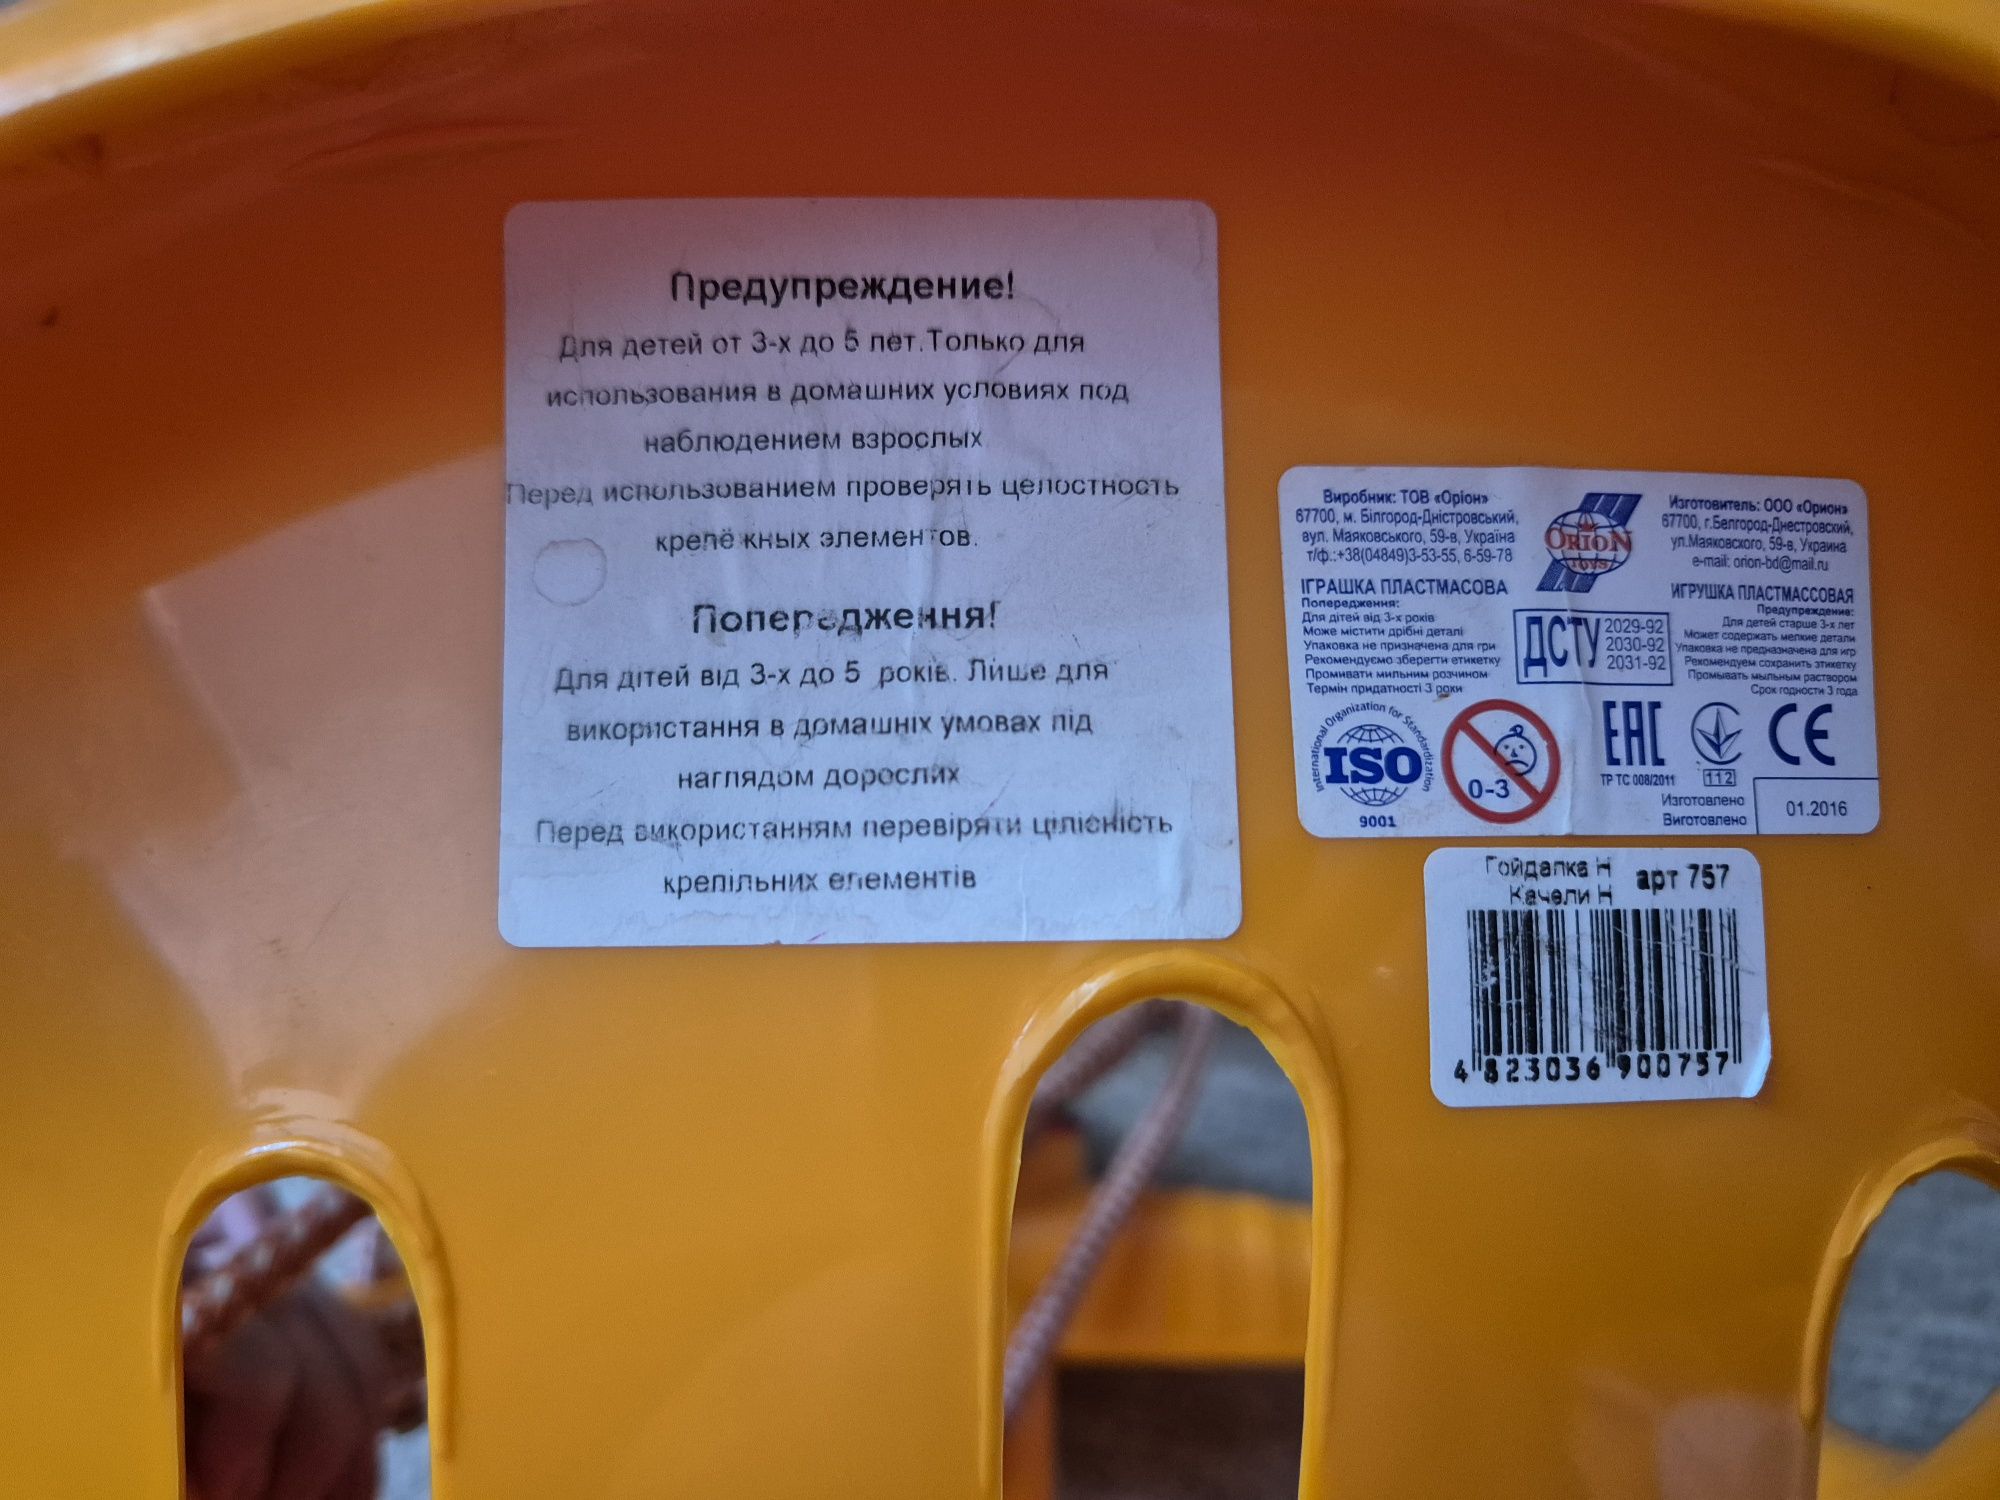 Предупреждение!
Для детей от 3-х до 5 лет.Только для
использования в домашних условиях под
наблюдением взрослых
Перед использованием проверять целостность
крепёжных элементов.
Попередження!
Для дітей від 3-х до 5 років. Лише для
використання в домашніх умовах під
наглядом дорослих
Перед використанням перевіряти цілісність
крепільних елементів
Виробник: ТОВ «Оріон»
67700, м. Білгород-Дністровський,
вул. Маяковського, 59-в, Україна
т/ф.:+38(04849)3-53-55, 6-59-78
ІГРАШКА ПЛАСТМАСОВА
Попередження:
Для дітей від 3-х років
Може містити дрібні деталі
Упаковка не призначена для гри
Рекомендуємо зберегти етикетку
Промивати мильним розчином
Термін придатності 3 роки
ORION
TOYS
ДСТУ
2029-92
2030-92
2031-92
Изготовитель: ООО «Орион»
67700, г.Белгород-Днестровский,
ул.Маяковского, 59-в, Украина
e-mail: orion-bd@mail.ru
ИГРУШКА ПЛАСТМАССОВАЯ
Предупреждение:
Для детей старше 3-х лет
Может содержать мелкие детали
Упаковка не предназначена для игр
Рекомендуем сохранить этикетку
Промывать мыльным раствором
Срок годности 3 года
International Organization for Standardization
ISO
9001
0-3
EAC
ТР ТС 008/2011
112
CE
Изготовлено
Виготовлено
01.2016
Гойдалка Н
Качели Н
арт 757
4 823036 900757